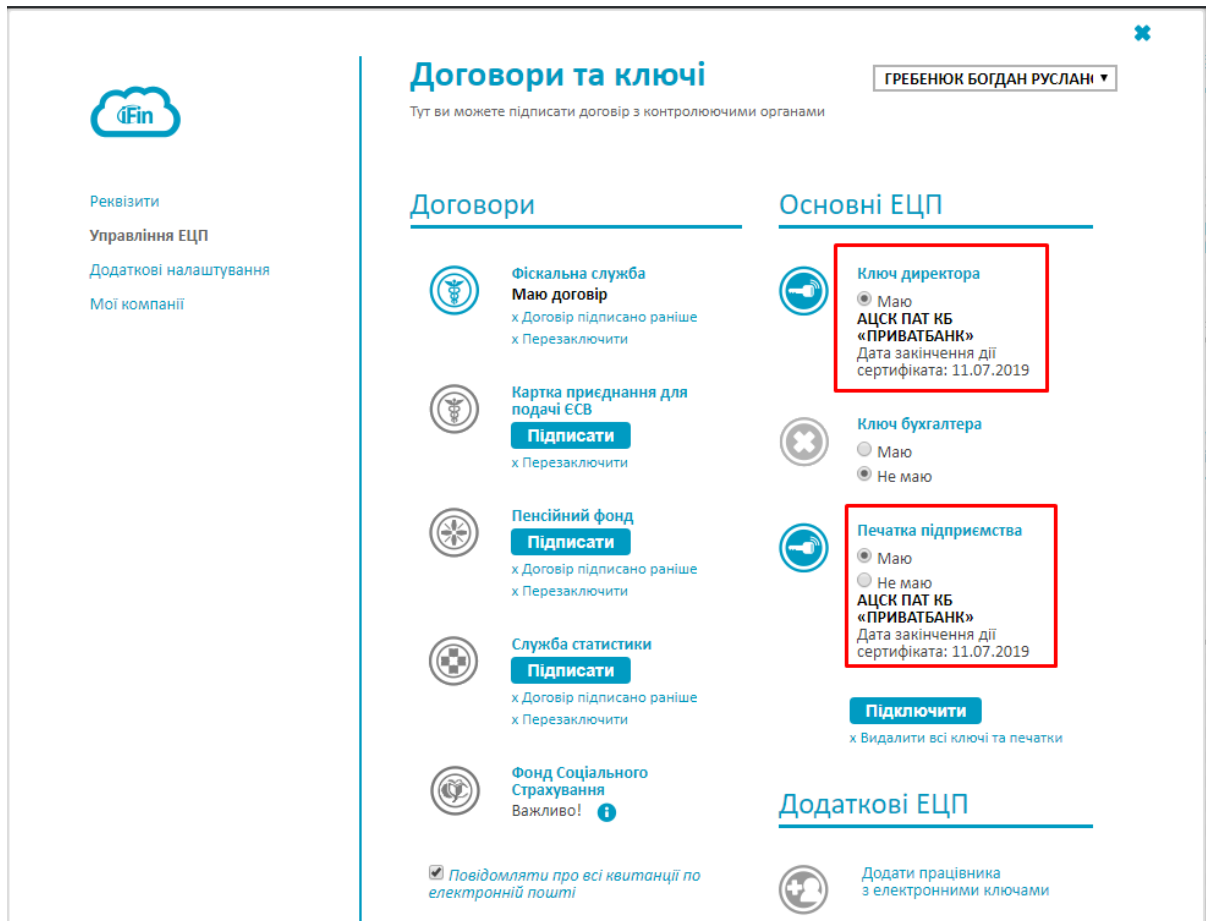 Договори та ключі
ГРЕБЕНЮК БОГДАН РУСЛАН
Тут ви можете підписати договір з контролюючими органами
iFin
Реквізити
Управління ЕЦП
Додаткові налаштування
Мої компанії
Договори
Фіскальна служба
Маю договір
x Договір підписано раніше
x Перезаключити
Картка приєднання для
подачі ЄСВ
Підписати
x Перезаключити
Пенсійний фонд
Підписати
x Договір підписано раніше
x Перезаключити
Служба статистики
Підписати
x Договір підписано раніше
x Перезаключити
Фонд Соціального
Страхування
Важливо!
Повідомляти про всі квитанції по
електронній пошті
Основні ЕЦП
Ключ директора
Маю
АЦСК ПАТ КБ
«ПРИВАТБАНК»
Дата закінчення дії
сертифіката: 11.07.2019
Ключ бухгалтера
Маю
Не маю
Печатка підприємства
Маю
Не маю
АЦСК ПАТ КБ
«ПРИВАТБАНК»
Дата закінчення дії
сертифіката: 11.07.2019
Підключити
x Видалити всі ключі та печатки
Додаткові ЕЦП
Додати працівника
з електронними ключами